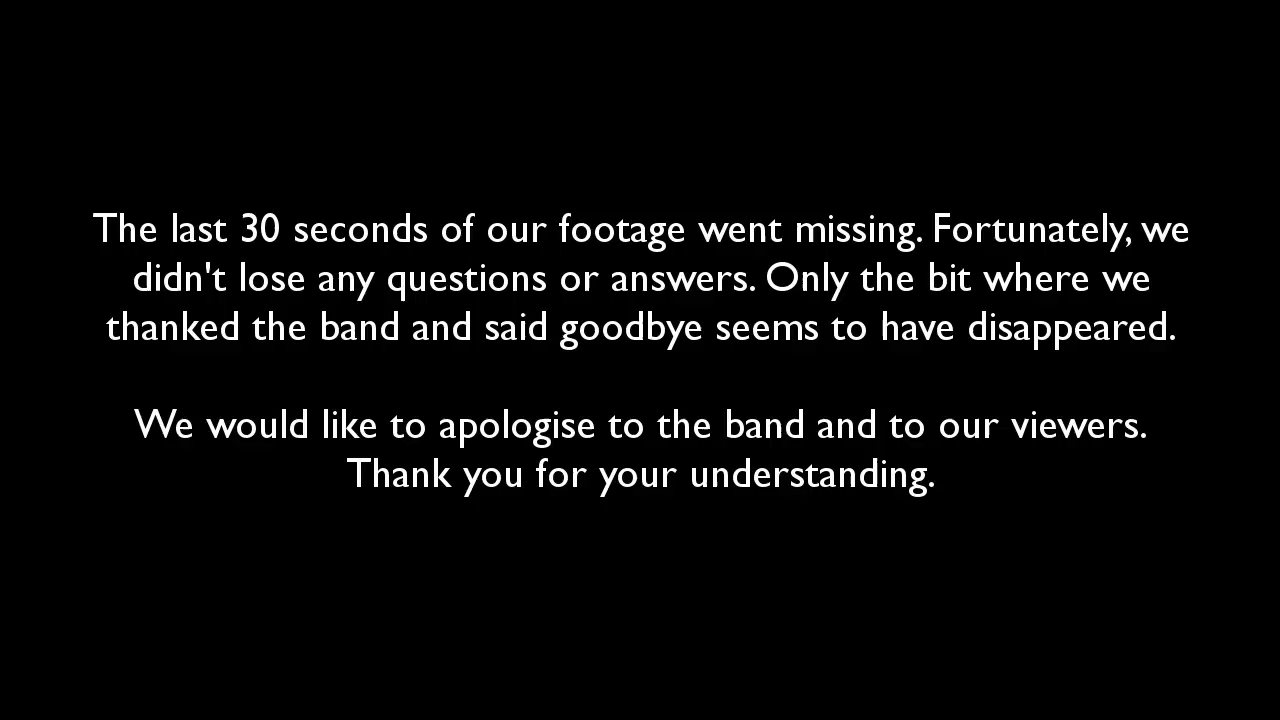 The last 30 seconds of our footage went missing. Fortunately, we
didn't lose any questions or answers. Only the bit where we
thanked the band and said goodbye seems to have disappeared.
We would like to apologise to the band and to our viewers.
Thank you for your understanding.